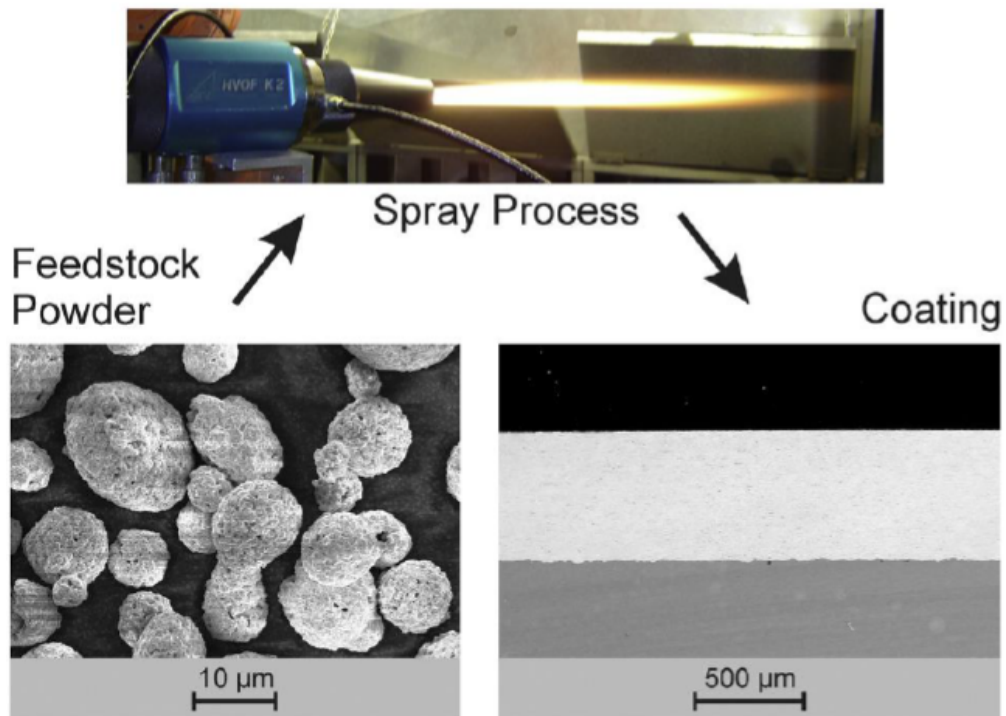 HVOF K2
Spray Process
Feedstock
Powder
Coating
10 µm
500 µm